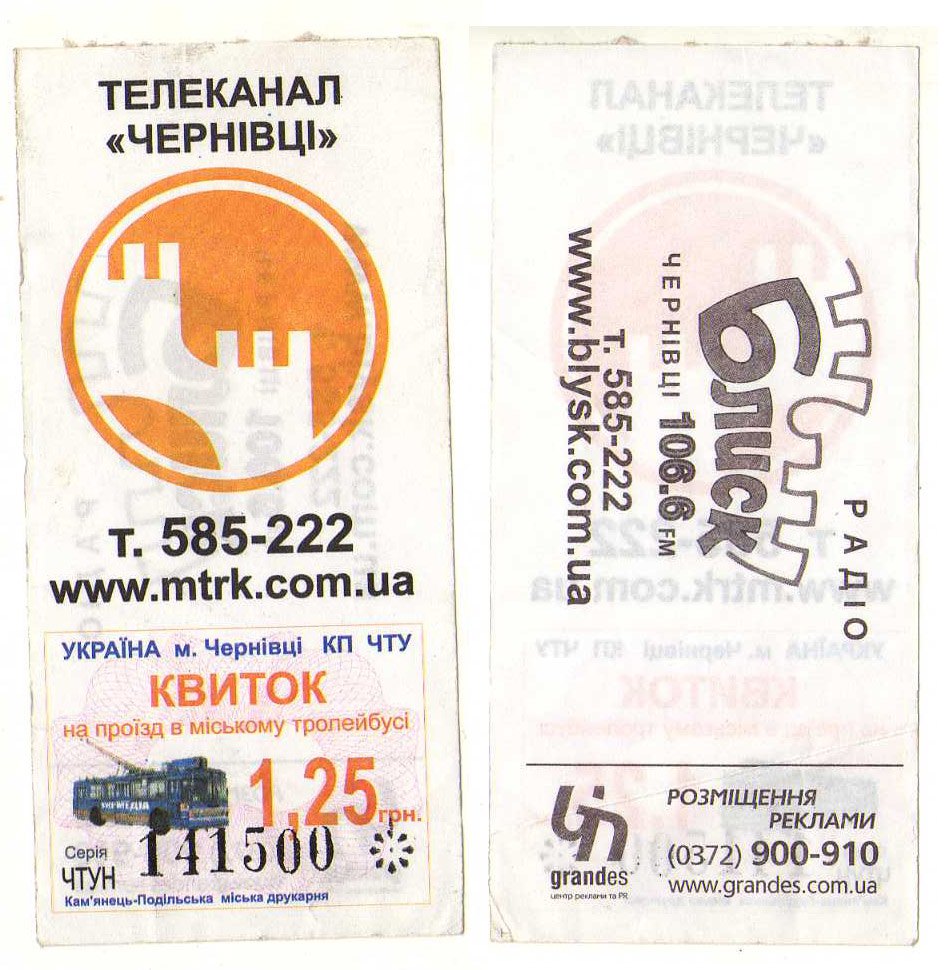 ТЕЛЕКАНАЛ
«ЧЕРНІВЦІ»
т. 585-222
www.mtrk.com.ua
УКРАЇНА м. Чернівці КП ЧТУ
КВИТОК
на проїзд в міському тролейбусі
1,25 грн.
Серія
ЧТУН
141500
Кам'янець-Подільська міська друкарня
РАДІО
Блиск
ЧЕРНІВЦІ 106.6 FM
т. 585-222
www.blysk.com.ua
grandes
центр реклами та PR
РОЗМІЩЕННЯ
РЕКЛАМИ
(0372) 900-910
www.grandes.com.ua